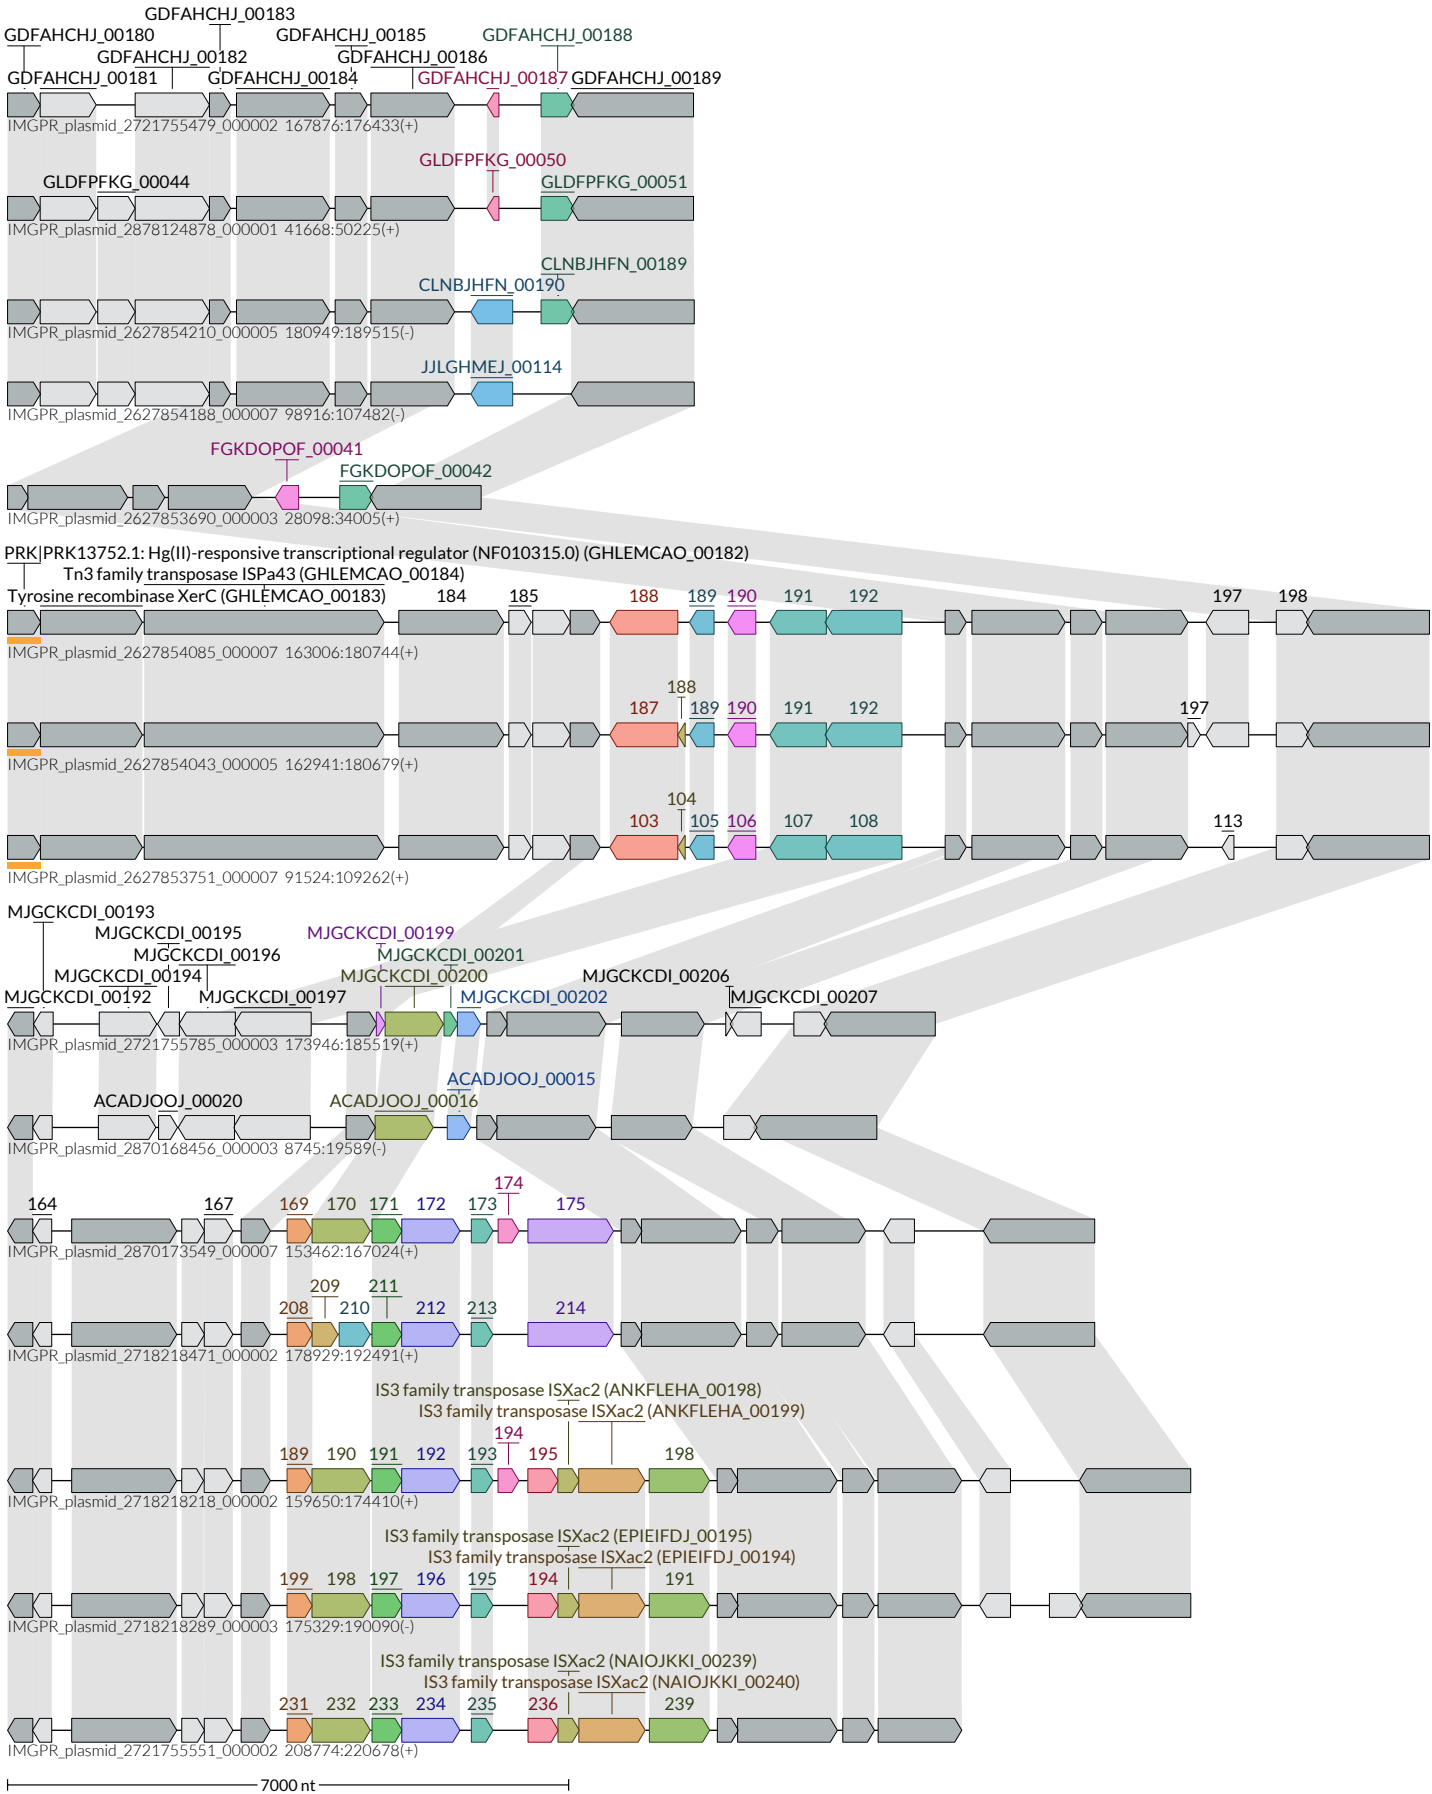 GDFAHCHJ_00183
GDFAHCHJ_00180 GDFAHCHJ_00185 GDFAHCHJ_00188
GDFAHCHJ_00182 GDFAHCHJ_00186
GDFAHCHJ_00181 GDFAHCHJ_00184 GDFAHCHJ_00187 GDFAHCHJ_00189
IMGPR_plasmid_2721755479_000002 167876:176433(+)
GLDFPFKG_00050
GLDFPFKG_00044 GLDFPFKG_00051
IMGPR_plasmid_2878124878_000001 41668:50225(+)
CLNBJHFN_00189
CLNBJHFN_00190
IMGPR_plasmid_2627854210_000005 180949:189515(-)
JJLGHMEJ_00114
IMGPR_plasmid_2627854188_000007 98916:107482(-)
FGKDOPOF_00041
FGKDOPOF_00042
IMGPR_plasmid_2627853690_000003 28098:34005(+)
PRK|PRK13752.1: Hg(II)-responsive transcriptional regulator (NF010315.0) (GHLEMCAO_00182)
Tn3 family transposase ISPa43 (GHLEMCAO_00184)
Tyrosine recombinase XerC (GHLEMCAO_00183) 184 185 188 189 190 191 192 197 198
IMGPR_plasmid_2627854085_000007 163006:180744(+)
188
187 189 190 191 192 197
IMGPR_plasmid_2627854043_000005 162941:180679(+)
104
103 105 106 107 108 113
IMGPR_plasmid_2627853751_000007 91524:109262(+)
MJGCKCDI_00193
MJGCKCDI_00195 MJGCKCDI_00199
MJGCKCDI_00196 MJGCKCDI_00201
MJGCKCDI_00194 MJGCKCDI_00200 MJGCKCDI_00206
MJGCKCDI_00192 MJGCKCDI_00197 MJGCKCDI_00202 MJGCKCDI_00207
IMGPR_plasmid_2721755785_000003 173946:185519(+)
ACADJOOJ_00015
ACADJOOJ_00020 ACADJOOJ_00016
IMGPR_plasmid_2870168456_000003 8745:19589(-)
174
164 167 169 170 171 172 173 175
IMGPR_plasmid_2870173549_000007 153462:167024(+)
209 211
208 210 212 213 214
IMGPR_plasmid_2718218471_000002 178929:192491(+)
IS3 family transposase ISXac2 (ANKFLEHA_00198)
IS3 family transposase ISXac2 (ANKFLEHA_00199)
194
189 190 191 192 193 195 198
IMGPR_plasmid_2718218218_000002 159650:174410(+)
IS3 family transposase ISXac2 (EPIEIFDJ_00195)
IS3 family transposase ISXac2 (EPIEIFDJ_00194)
199 198 197 196 195 194 191
IMGPR_plasmid_2718218289_000003 175329:190090(-)
IS3 family transposase ISXac2 (NAIOJKKI_00239)
IS3 family transposase ISXac2 (NAIOJKKI_00240)
231 232 233 234 235 236 239
IMGPR_plasmid_2721755551_000002 208774:220678(+)
7000 nt